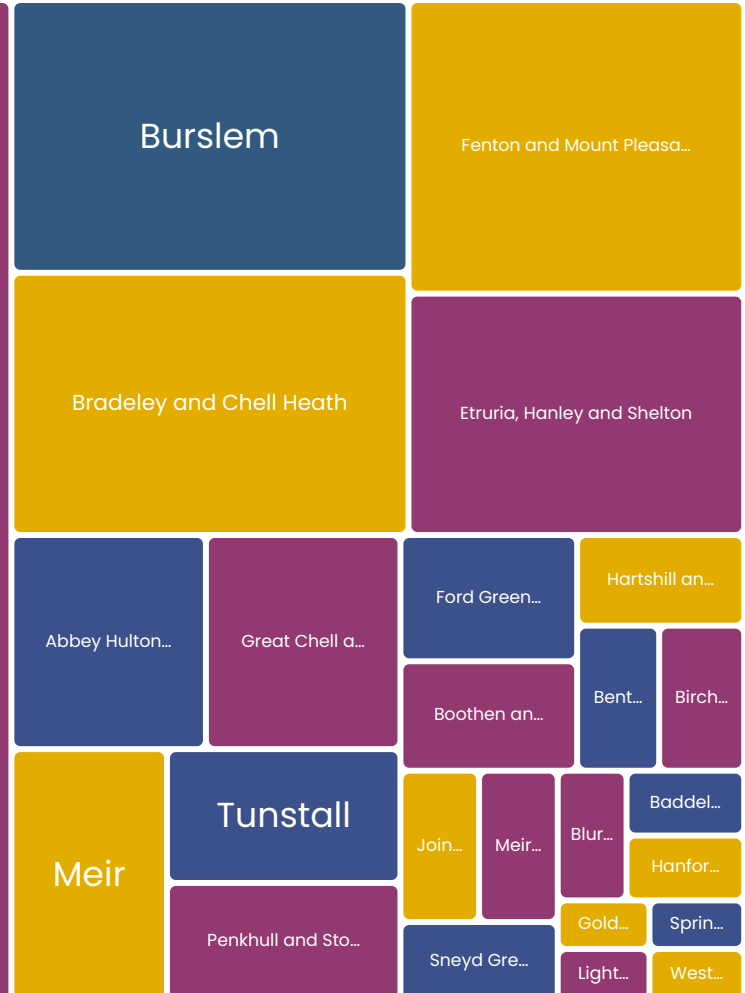 Burslem
Fenton and Mount Pleasa...
Bradeley and Chell Heath
Etruria, Hanley and Shelton
Abbey Hulton...
Great Chell a...
Ford Green...
Hartshill an...
Boothen an...
Bent...
Birch...
Meir
Tunstall
Penkhull and Sto...
Join...
Meir...
Blur...
Baddel...
Hanfor...
Sneyd Gre...
Gold...
Sprin...
Light...
West...